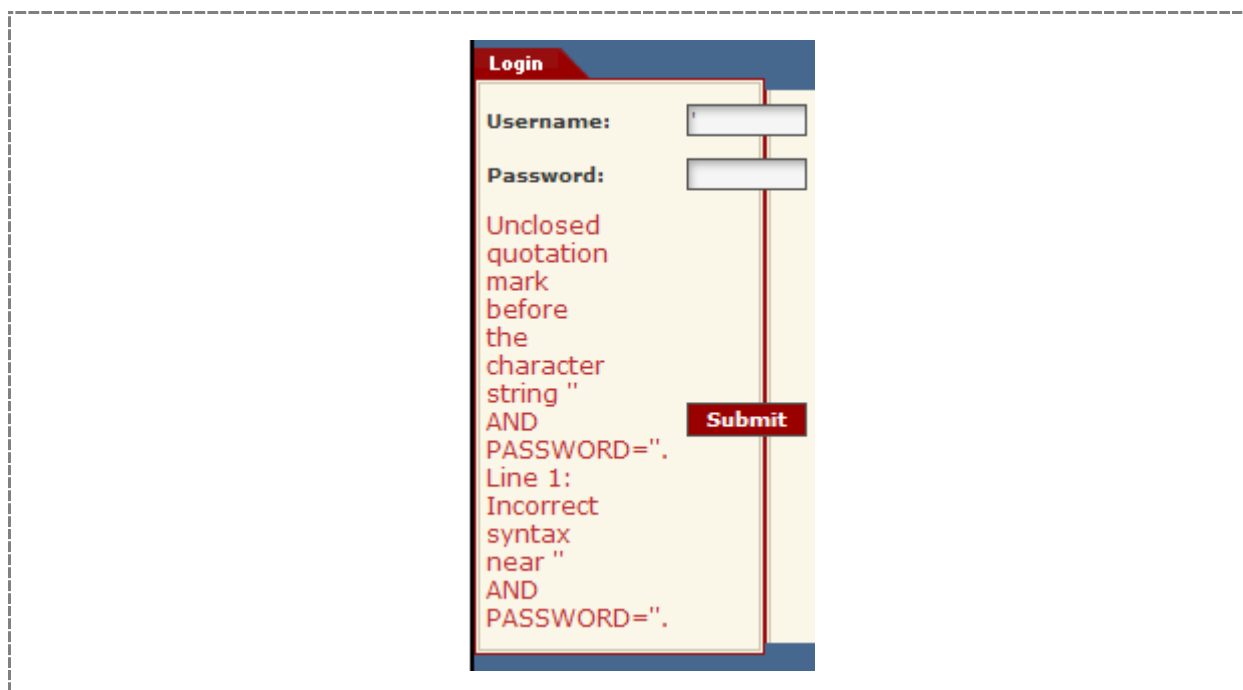 Login
Username: '
Password:
Unclosed
quotation
mark
before
the
character
string ''
AND
PASSWORD=''.
Line 1:
Incorrect
syntax
near ''
AND
PASSWORD=''.
Submit